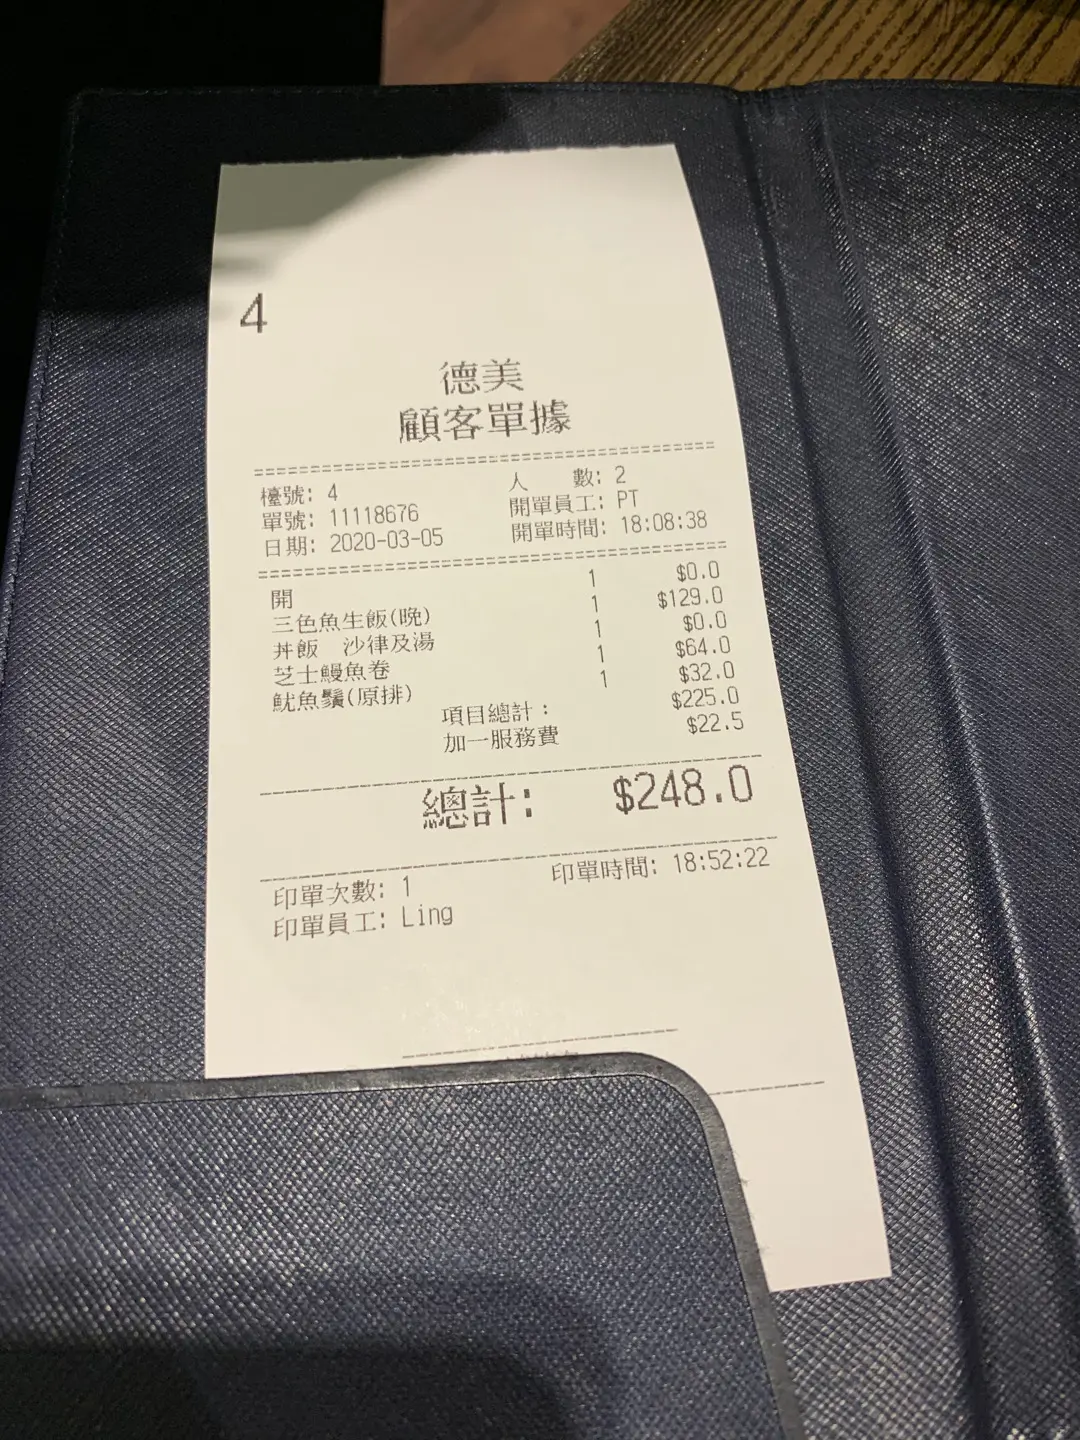 4
德美
顧客單據
檯號: 4 人 數: 2
單號: 11118676 開單員工: PT
日期: 2020-03-05 開單時間: 18:08:38
開 1 $0.0
三色魚生飯(晚) 1 $129.0
丼飯 沙律及湯 1 $0.0
芝士鰻魚卷 1 $64.0
魷魚鬚(原排) 1 $32.0
項目總計: $225.0
加一服務費 $22.5
總計: $248.0
印單次數: 1 印單時間: 18:52:22
印單員工: Ling